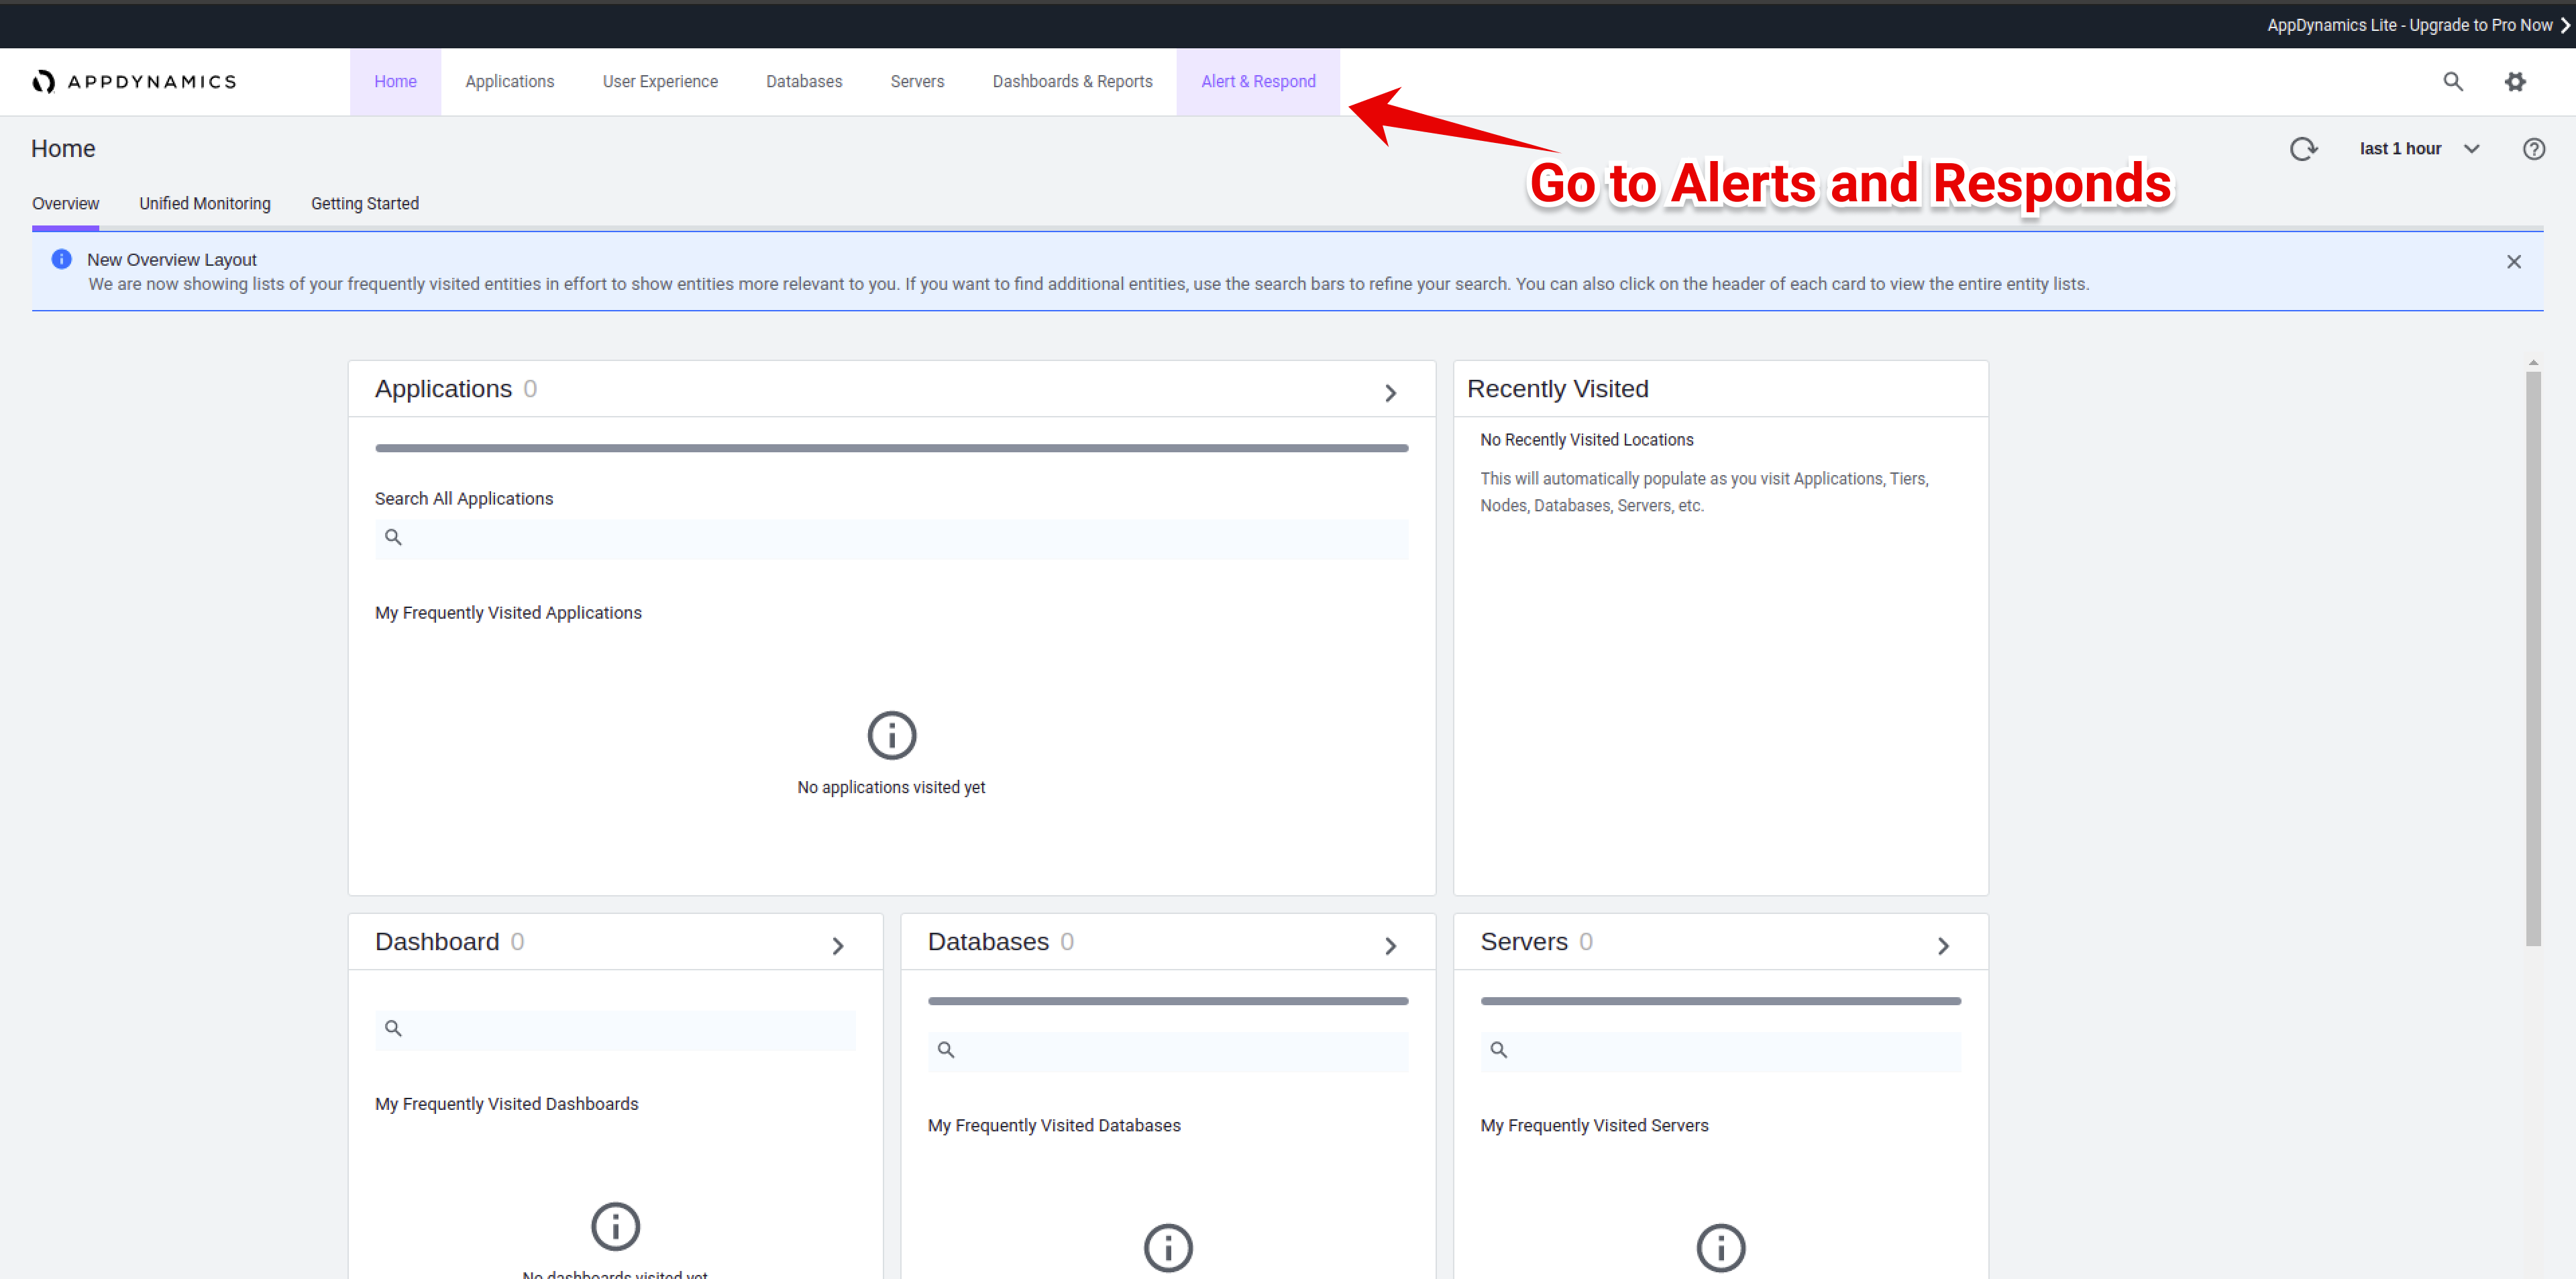 AppDynamics Lite - Upgrade to Pro Now
APPDYNAMICS
Home
Applications
User Experience
Databases
Servers
Dashboards & Reports
Alert & Respond
Home
last 1 hour
Go to Alerts and Responds
Overview
Unified Monitoring
Getting Started
New Overview Layout
We are now showing lists of your frequently visited entities in effort to show entities more relevant to you. If you want to find additional entities, use the search bars to refine your search. You can also click on the header of each card to view the entire entity lists.
Applications 0
Search All Applications
My Frequently Visited Applications
No applications visited yet
Recently Visited
No Recently Visited Locations
This will automatically populate as you visit Applications, Tiers,
Nodes, Databases, Servers, etc.
Dashboard 0
My Frequently Visited Dashboards
No dashboards visited yet
Databases 0
My Frequently Visited Databases
Servers 0
My Frequently Visited Servers